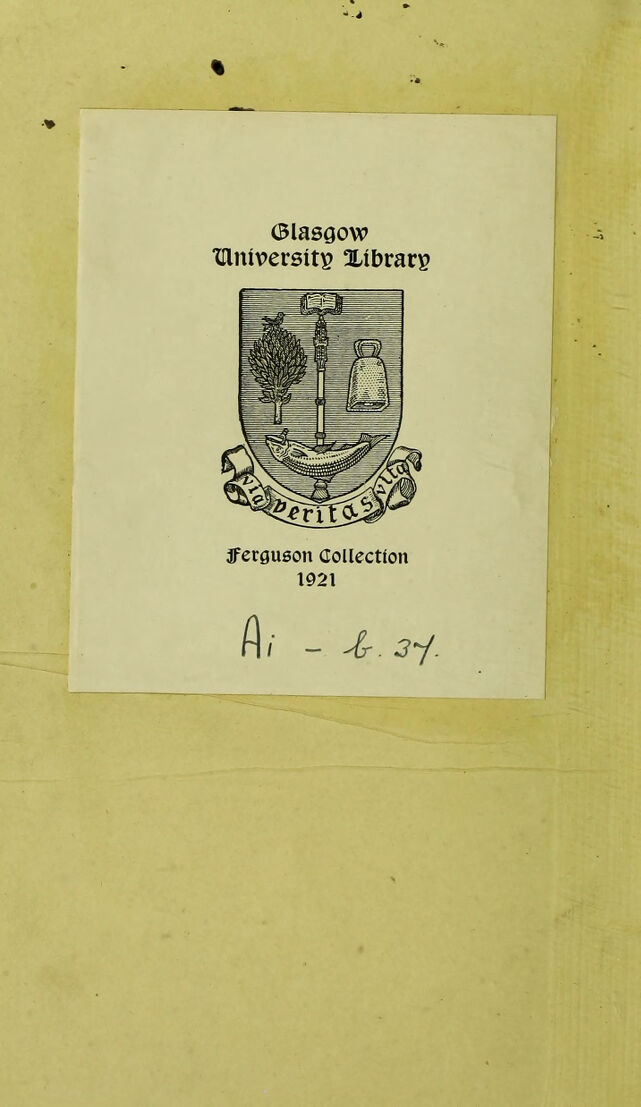 Glasgow
University Library
via veritas vita
Ferguson Collection
1921
Ai - b. 37.